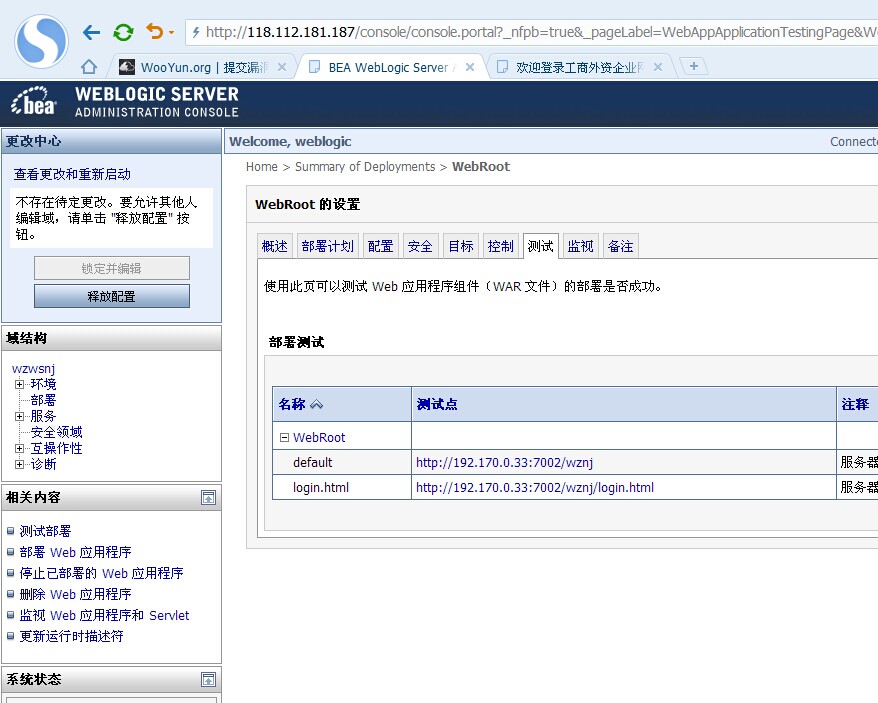 http://118.112.181.187/console/console.portal?_nfpb=true&_pageLabel=WebAppApplicationTestingPage&W
WooYun.org | 提交漏
BEA WebLogic Server
欢迎登录工商外资企业
bea WEBLOGIC SERVER
ADMINISTRATION CONSOLE
更改中心
查看更改和重新启动
不存在待定更改。要允许其他人
编辑域，请单击 "释放配置" 按
钮。
锁定并编辑
释放配置
域结构
wzwsnj
环境
部署
服务
安全领域
互操作性
诊断
相关内容
测试部署
部署 Web 应用程序
停止已部署的 Web 应用程序
删除 Web 应用程序
监视 Web 应用程序和 Servlet
更新运行时描述符
系统状态
Welcome, weblogic
Connecte
Home > Summary of Deployments > WebRoot
WebRoot 的设置
概述 部署计划 配置 安全 目标 控制 测试 监视 备注
使用此页可以测试 Web 应用程序组件（WAR 文件）的部署是否成功。
部署测试
名称 测试点 注释
WebRoot
default http://192.170.0.33:7002/wznj 服务器
login.html http://192.170.0.33:7002/wznj/login.html 服务器